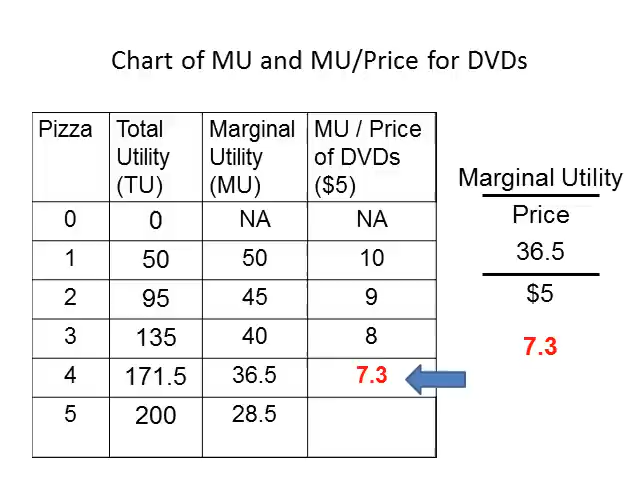 Chart of MU and MU/Price for DVDs
Pizza Total Utility (TU) Marginal Utility (MU) MU / Price of DVDs ($5)
0 0 NA NA
1 50 50 10
2 95 45 9
3 135 40 8
4 171.5 36.5 7.3
5 200 28.5
Marginal Utility
Price
36.5
$5
7.3